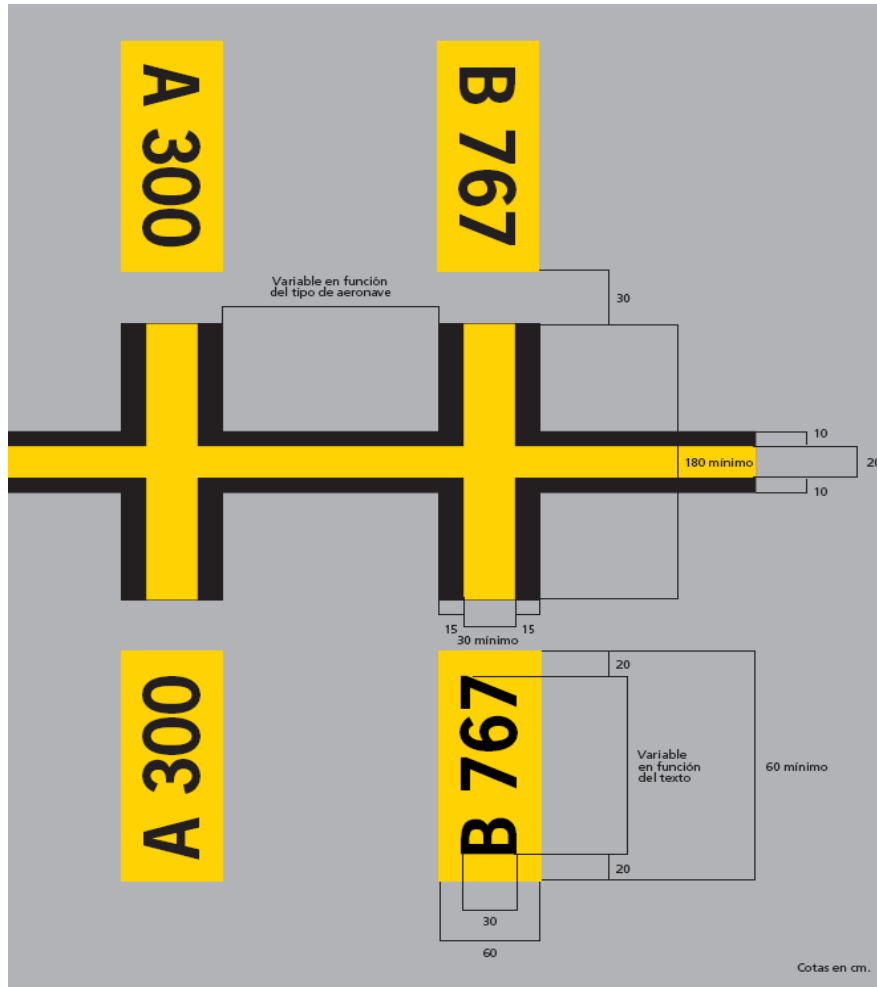 A 300
B 767
Variable en función
del tipo de aeronave
30
10
180 mínimo
20
10
15
15
30 mínimo
A 300
B 767
20
Variable
en función
del texto
60 mínimo
20
30
60
Cotas en cm.